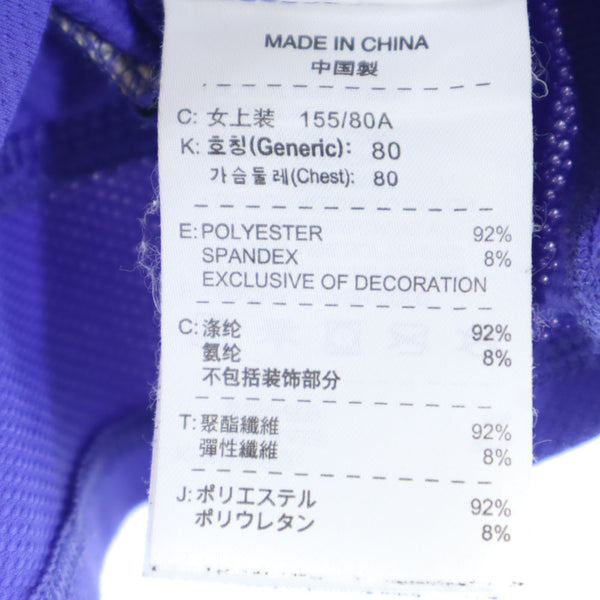 MADE IN CHINA
中国製
C: 女上装 155/80A
K: 호칭(Generic): 80
가슴둘레(Chest): 80
E: POLYESTER 92%
SPANDEX 8%
EXCLUSIVE OF DECORATION
C: 涤纶 92%
氨纶 8%
不包括装饰部分
T: 聚酯纖維 92%
彈性纖維 8%
J: ポリエステル 92%
ポリウレタン 8%